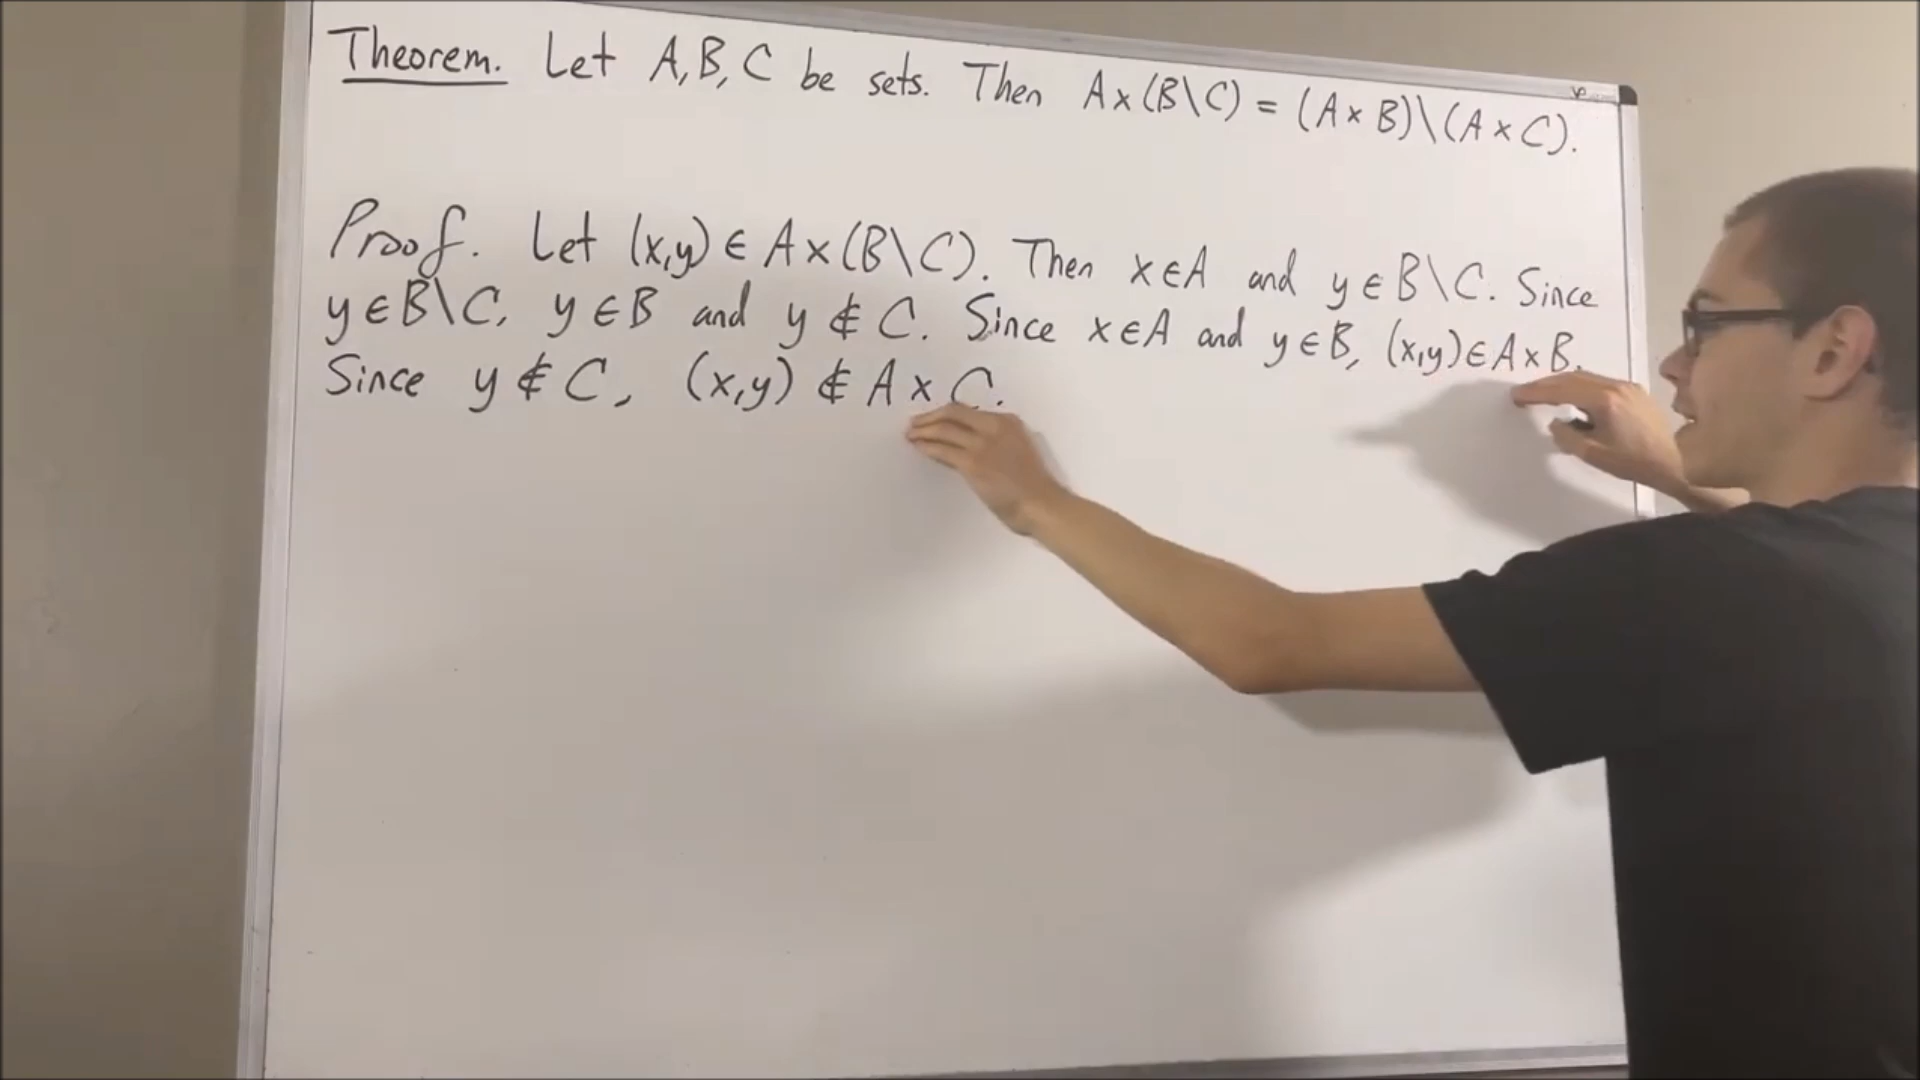 Theorem. Let A, B, C be sets. Then A×(B\C) = (A×B)\(A×C).
Proof. Let (x,y) ∈ A×(B\C). Then x∈A and y∈B\C. Since
y∈B\C, y∈B and y∉C. Since x∈A and y∈B, (x,y)∈A×B.
Since y∉C, (x,y) ∉ A×C.